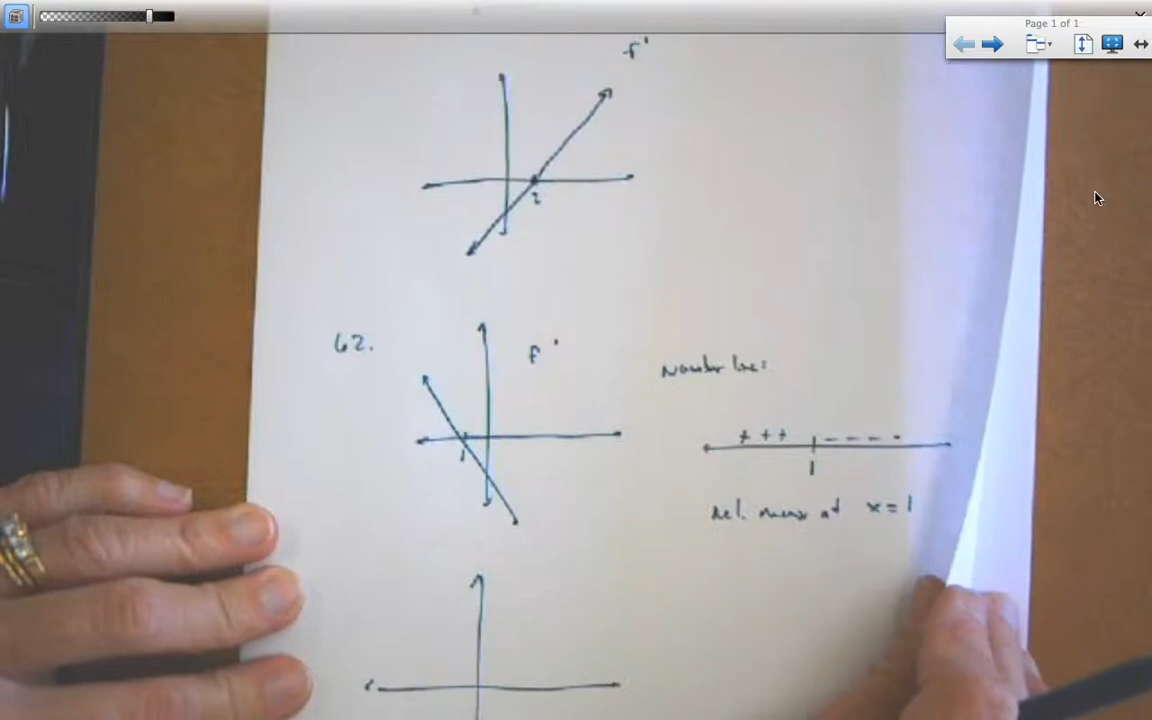 Page 1 of 1
f'
2
62.
f'
Number line:
+ + +
- - - -
1
1
rel. max at x = 1